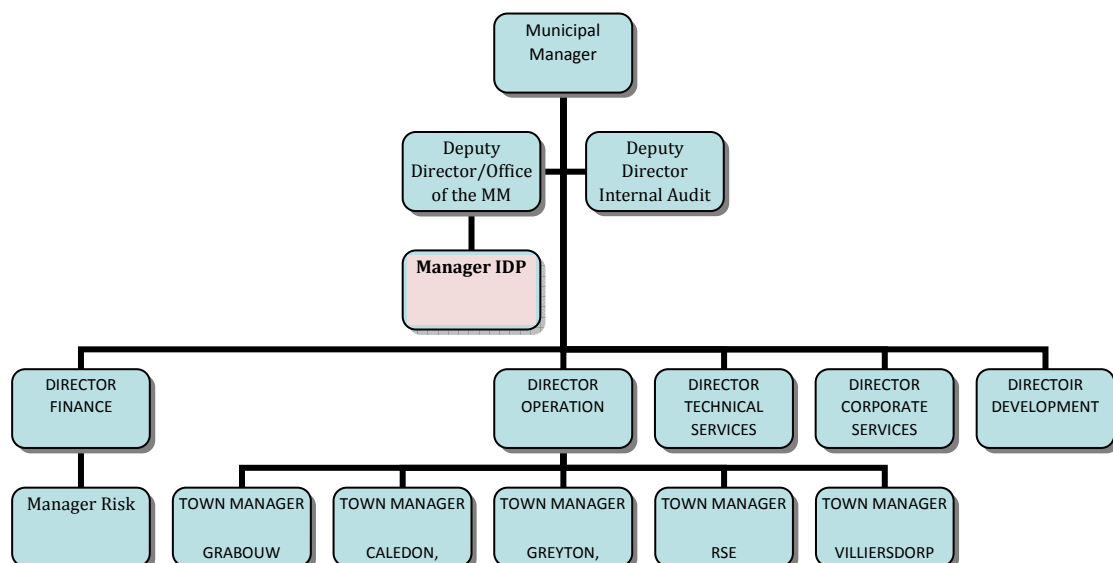 Municipal
Manager
Deputy
Director/Office
of the MM
Deputy
Director
Internal Audit
Manager IDP
DIRECTOR
FINANCE
DIRECTOR
OPERATION
DIRECTOR
TECHNICAL
SERVICES
DIRECTOR
CORPORATE
SERVICES
DIRECTOIR
DEVELOPMENT
Manager Risk
TOWN MANAGER
GRABOUW
TOWN MANAGER
CALEDON,
TOWN MANAGER
GREYTON,
TOWN MANAGER
RSE
TOWN MANAGER
VILLIERSDORP